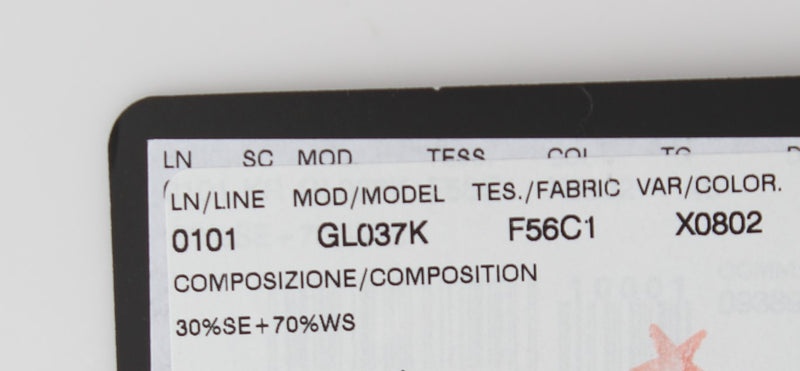 LN SC MOD. TESS. COL. TG.
LN/LINE MOD/MODEL TES./FABRIC VAR/COLOR.
0101 GL037K F56C1 X0802
COMPOSIZIONE/COMPOSITION
30%SE+70%WS